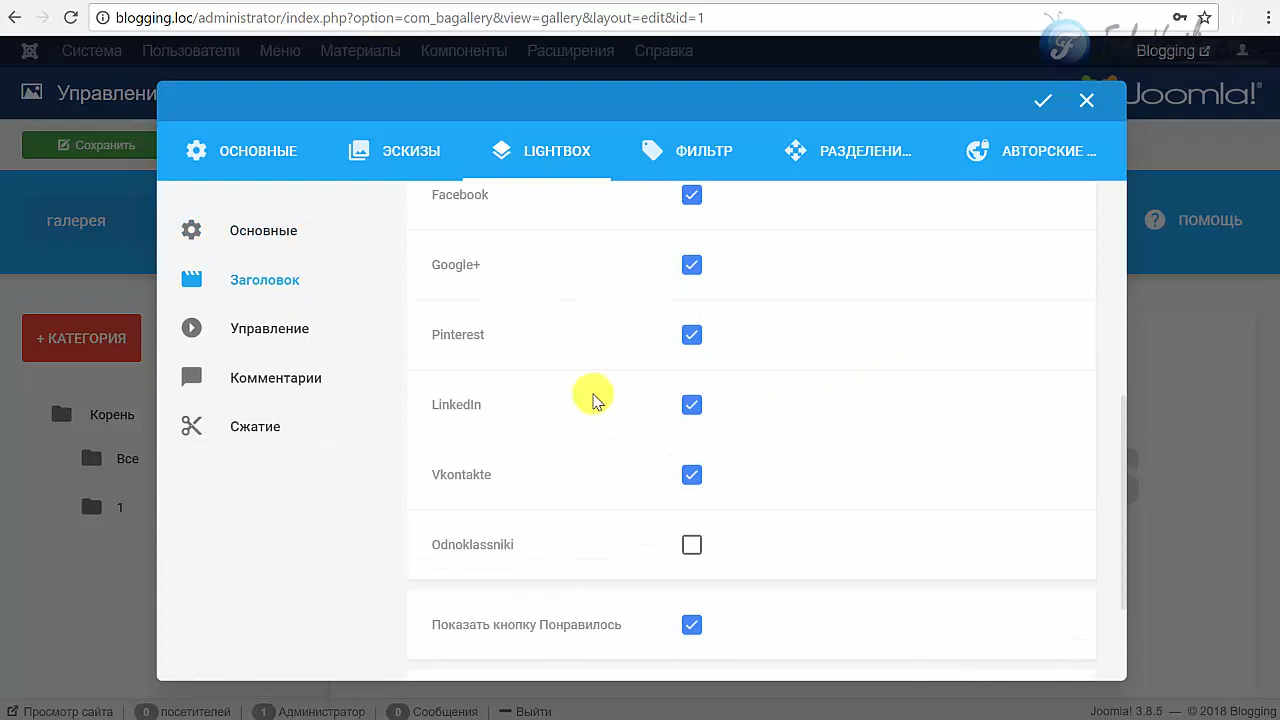 blogging.loc/administrator/index.php?option=com_bagallery&view=gallery&layout=edit&id=1
Система Пользователи Меню Материалы Компоненты Расширения Справка Blogging
Управлени
Joomla!®
Сохранить
ОСНОВНЫЕ ЭСКИЗЫ LIGHTBOX ФИЛЬТР РАЗДЕЛЕНИ... АВТОРСКИЕ ...
галерея
ПОМОЩЬ
Основные
Заголовок
Управление
Комментарии
Сжатие
Facebook
Google+
Pinterest
LinkedIn
Vkontakte
Odnoklassniki
Показать кнопку Понравилось
+ КАТЕГОРИЯ
Корень
Все
1
Просмотр сайта 0 посетителей 1 Администратор 0 Сообщения Выйти Joomla! 3.8.5 — © 2018 Blogging